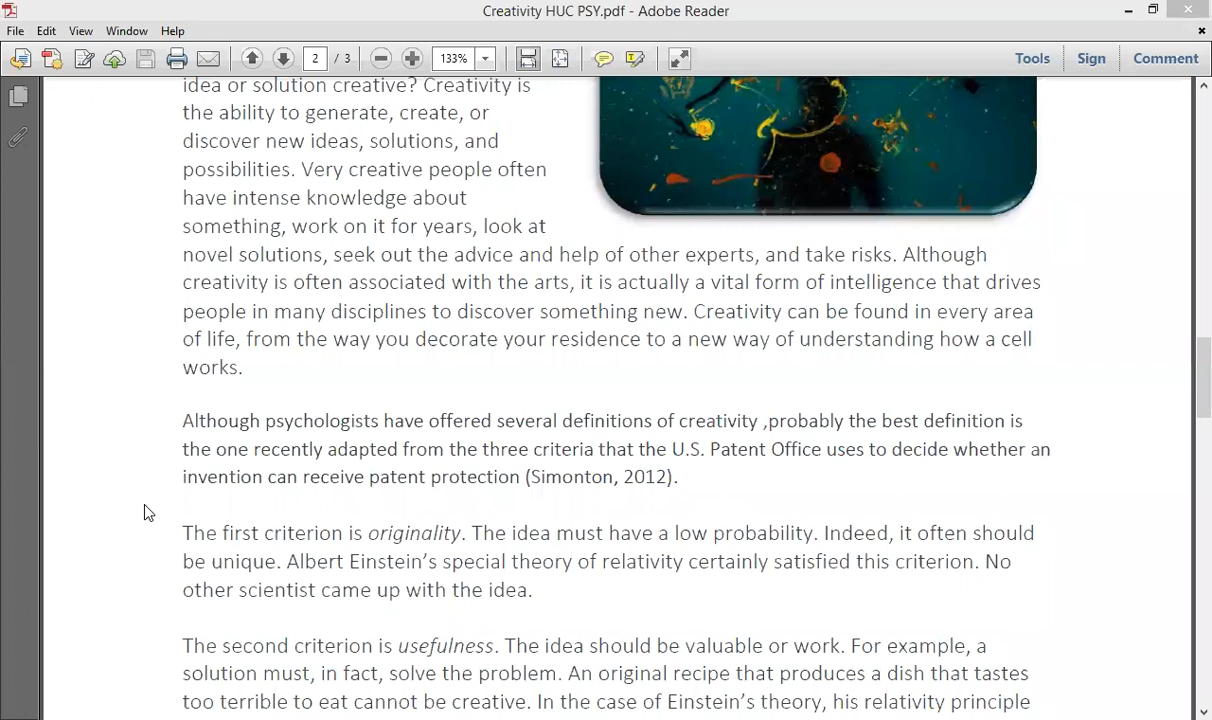 Creativity HUC PSY.pdf - Adobe Reader
File Edit View Window Help
2 / 3 133% Tools Sign Comment
idea or solution creative? Creativity is
the ability to generate, create, or
discover new ideas, solutions, and
possibilities. Very creative people often
have intense knowledge about
something, work on it for years, look at
novel solutions, seek out the advice and help of other experts, and take risks. Although
creativity is often associated with the arts, it is actually a vital form of intelligence that drives
people in many disciplines to discover something new. Creativity can be found in every area
of life, from the way you decorate your residence to a new way of understanding how a cell
works.
Although psychologists have offered several definitions of creativity ,probably the best definition is
the one recently adapted from the three criteria that the U.S. Patent Office uses to decide whether an
invention can receive patent protection (Simonton, 2012).
The first criterion is originality. The idea must have a low probability. Indeed, it often should
be unique. Albert Einstein’s special theory of relativity certainly satisfied this criterion. No
other scientist came up with the idea.
The second criterion is usefulness. The idea should be valuable or work. For example, a
solution must, in fact, solve the problem. An original recipe that produces a dish that tastes
too terrible to eat cannot be creative. In the case of Einstein’s theory, his relativity principle